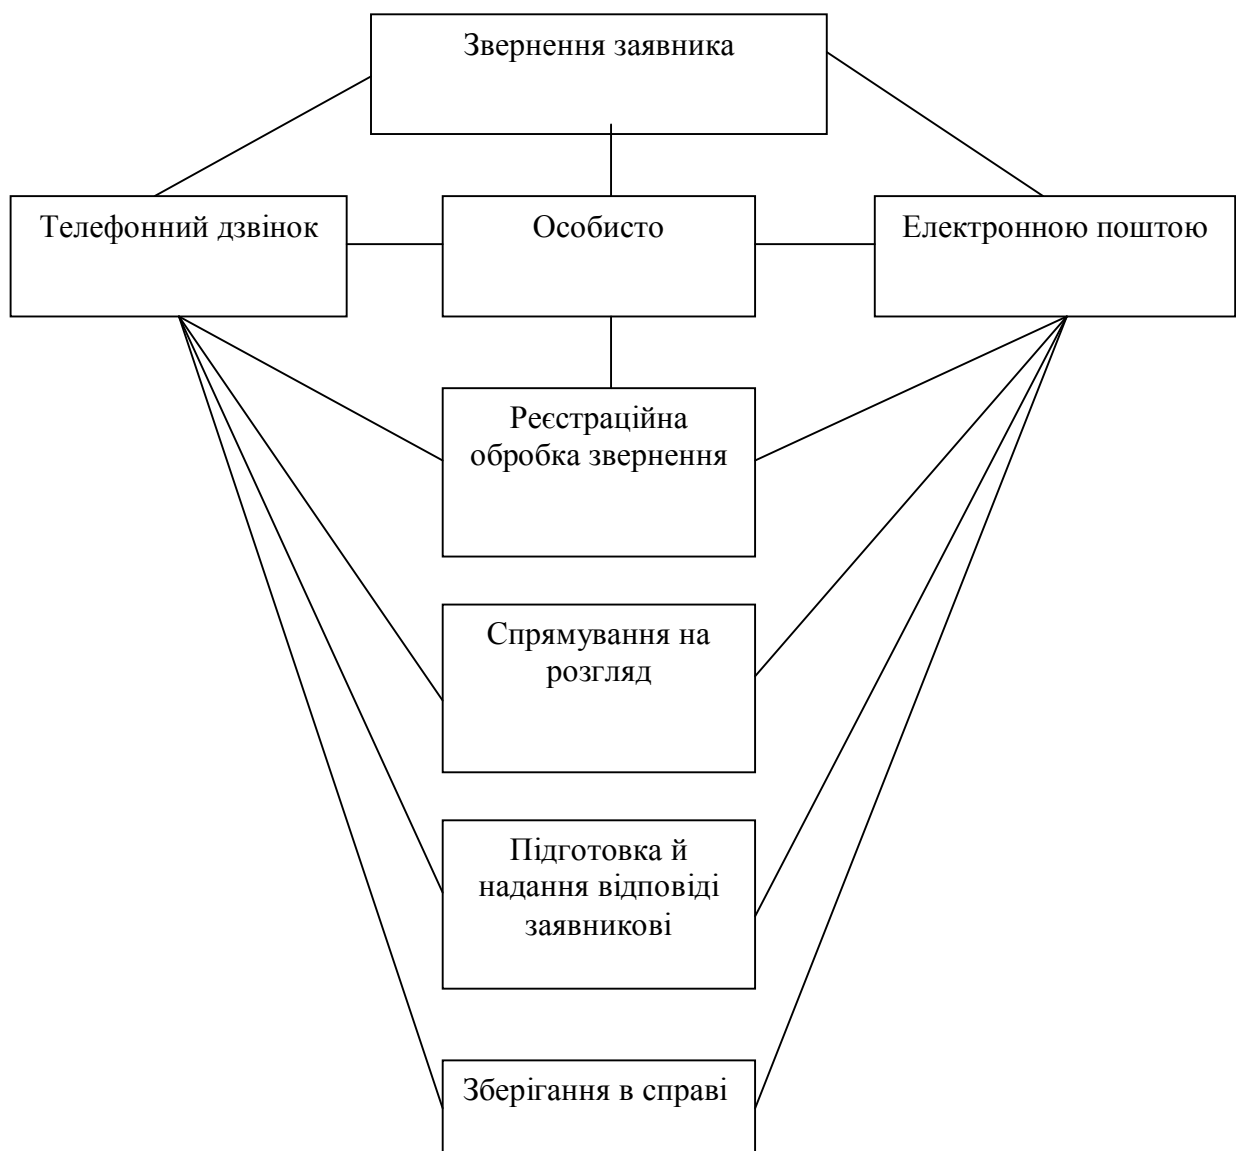 Звернення заявника
Телефонний дзвінок
Особисто
Електронною поштою
Реєстраційна
обробка звернення
Спрямування на
розгляд
Підготовка й
надання відповіді
заявникові
Зберігання в справі